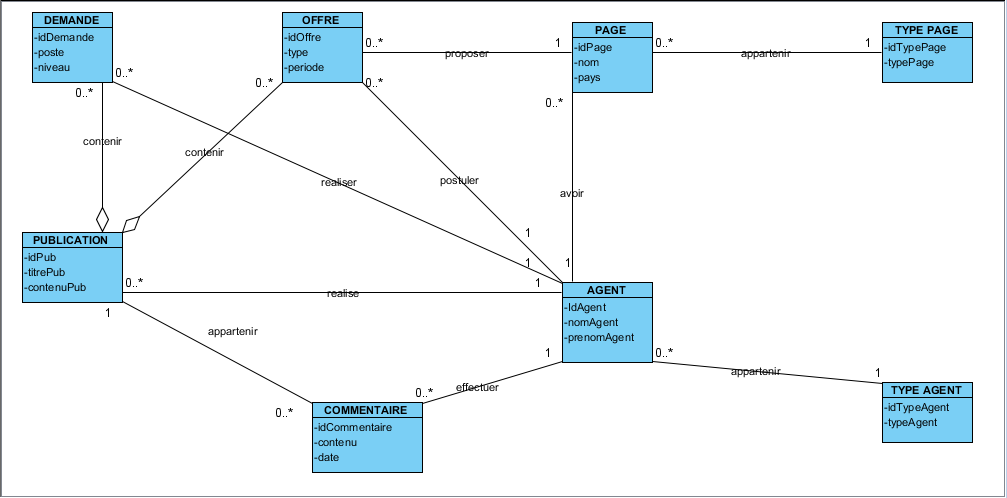 DEMANDE
-idDemande
-poste
-niveau
OFFRE
-idOffre
-type
-periode
PAGE
-idPage
-nom
-pays
TYPE PAGE
-idTypePage
-typePage
0..*
proposer
1
0..*
appartenir
1
0..*
0..*
0..*
0..*
0..*
contenir
contenir
realiser
postuler
avoir
1
1
1
PUBLICATION
-idPub
-titrePub
-contenuPub
0..*
realise
1
AGENT
-IdAgent
-nomAgent
-prenomAgent
1
appartenir
0..*
1
effectuer
0..*
0..*
appartenir
1
COMMENTAIRE
-idCommentaire
-contenu
-date
TYPE AGENT
-idTypeAgent
-typeAgent